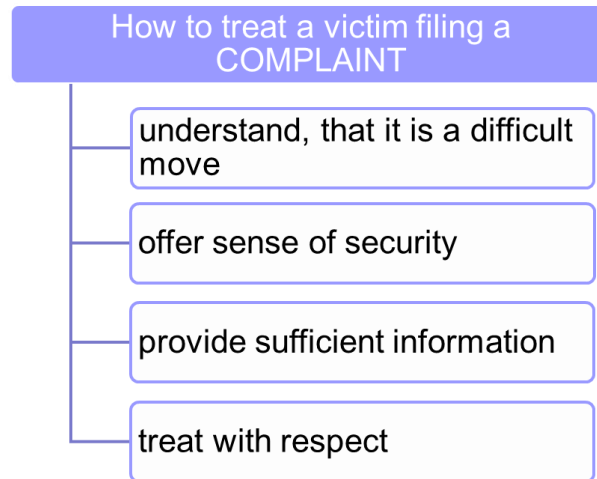 How to treat a victim filing a
COMPLAINT
understand, that it is a difficult
move
offer sense of security
provide sufficient information
treat with respect